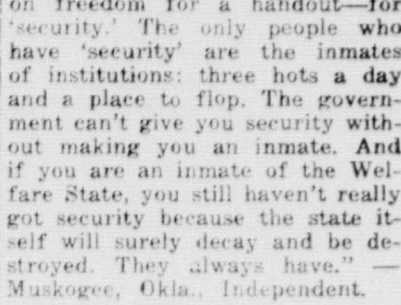 on freedom for a handout—for
'security.' The only people who
have 'security' are the inmates
of institutions: three hots a day
and a place to flop. The govern-
ment can't give you security with-
out making you an inmate. And
if you are an inmate of the Wel-
fare State, you still haven't really
got security because the state it-
self will surely decay and be de-
stroyed. They always have." —
Muskogee, Okla., Independent.